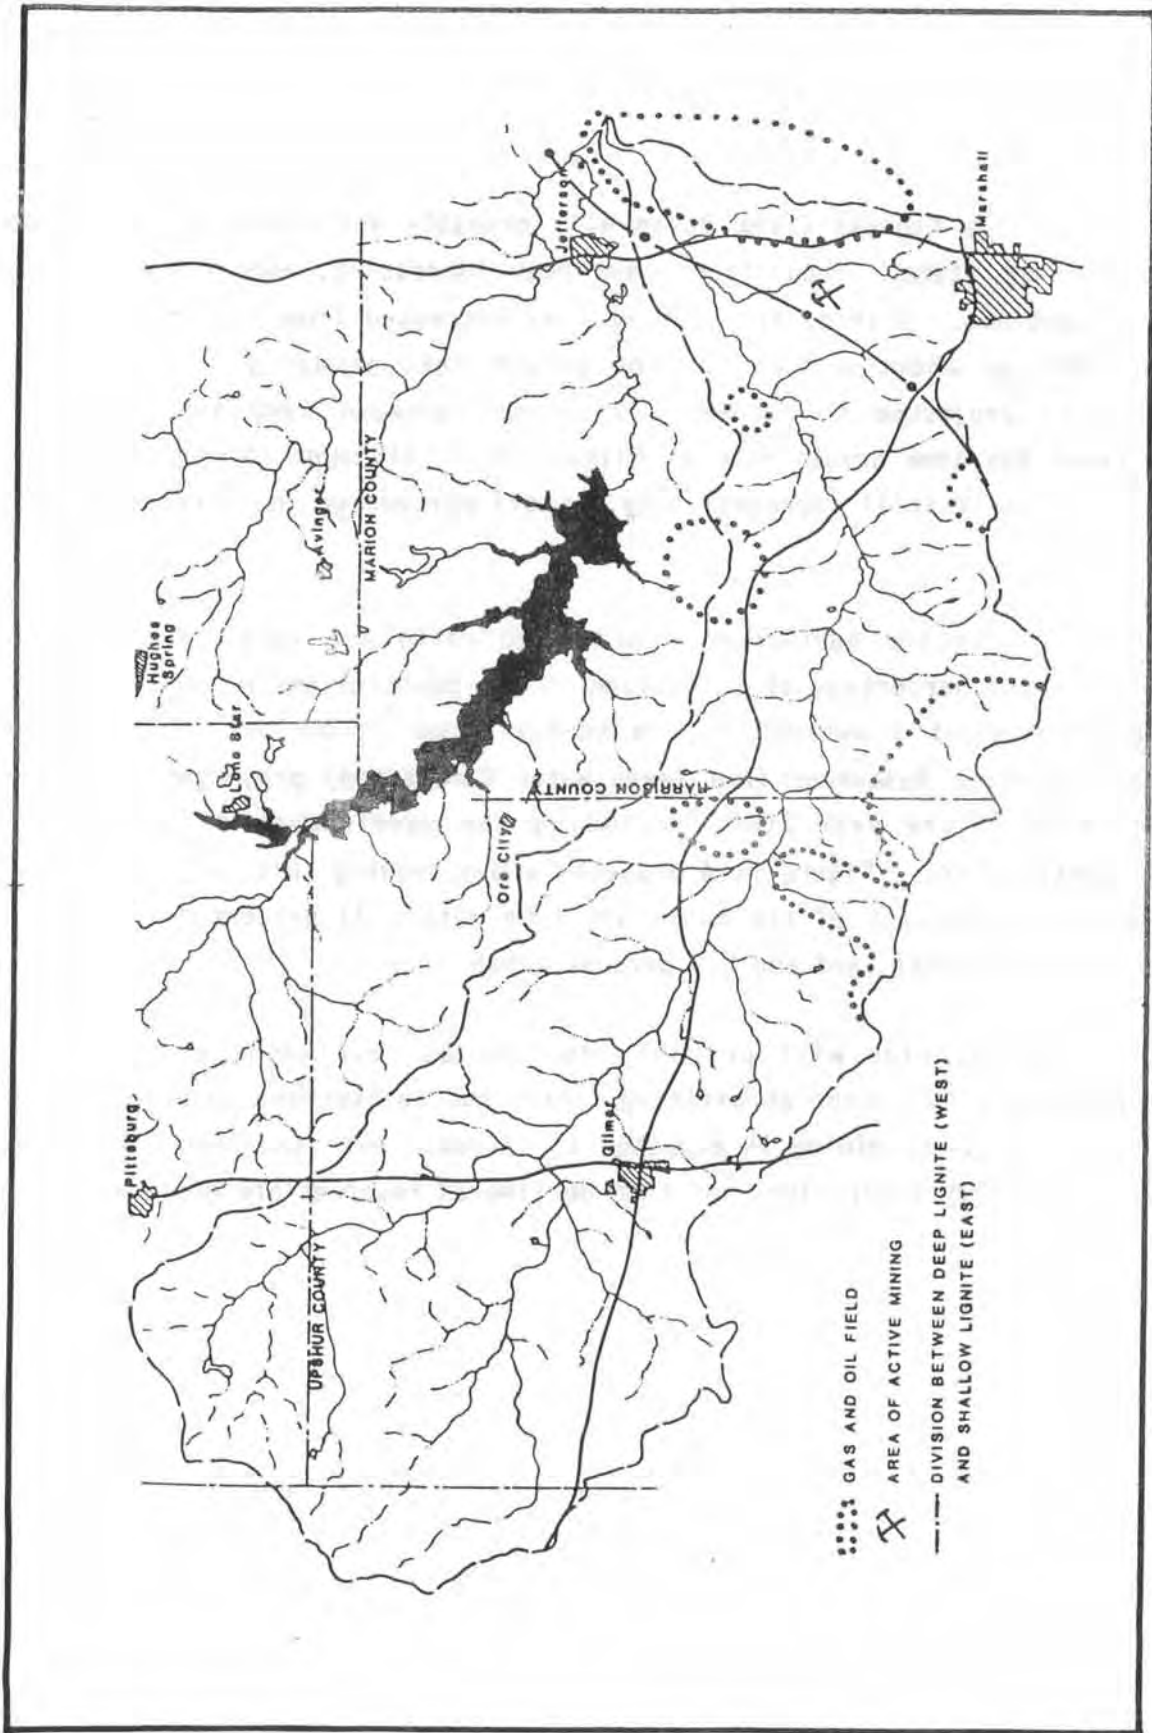 Pittsburg
Lone Star
Hughes
Spring
Avinger
Jefferson
UPSHUR COUNTY
MARION COUNTY
Ore City
HARRISON COUNTY
Gilmer
Marshall
GAS AND OIL FIELD
AREA OF ACTIVE MINING
DIVISION BETWEEN DEEP LIGNITE (WEST)
AND SHALLOW LIGNITE (EAST)